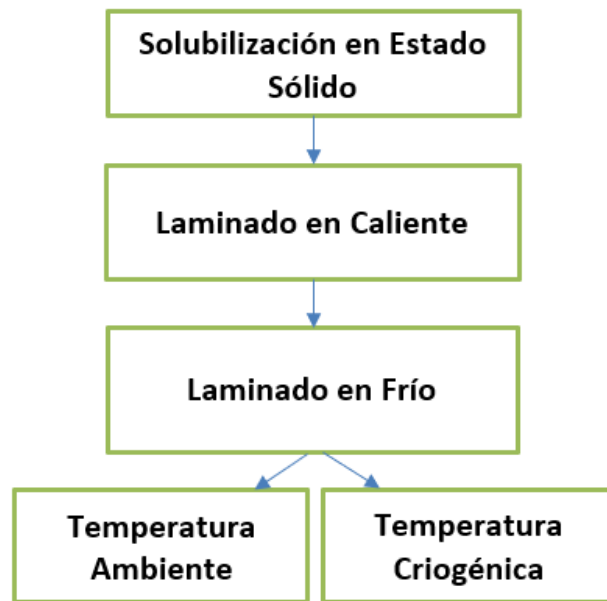 Solubilización en Estado
Sólido
Laminado en Caliente
Laminado en Frío
Temperatura
Ambiente
Temperatura
Criogénica